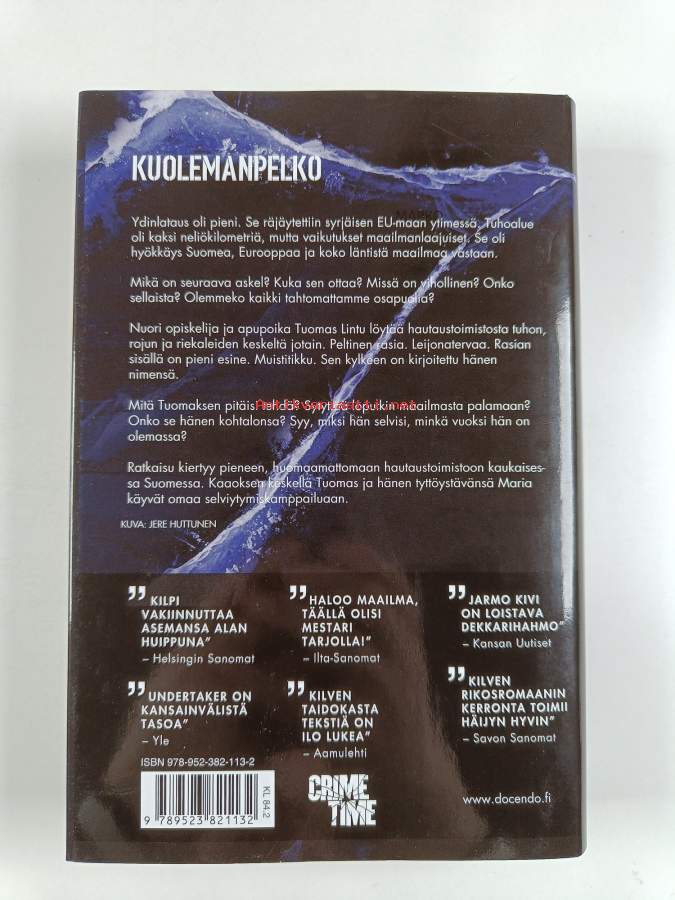 KUOLEMANPELKO
Ydinlataus oli pieni. Se räjäytettiin syrjäisen EU-maan ytimessä. Tuhoalue
oli kaksi neliökilometriä, mutta vaikutukset maailmanlaajuiset. Se oli
hyökkäys Suomea, Eurooppaa ja koko läntistä maailmaa vastaan.
Mikä on seuraava askel? Kuka sen ottaa? Missä on vihollinen? Onko
sellaista? Olemmeko kaikki tahtomattamme osapuolia?
Nuori opiskelija ja apupoika Tuomas Lintu löytää hautaustoimistosta tuhon,
rojun ja riekaleiden keskeltä jotain. Peltinen rasia. Leijonatervaa. Rasian
sisällä on pieni esine. Muistitikku. Sen kylkeen on kirjoitettu hänen
nimensä.
Mitä Tuomaksen pitäisi tehdä? Sytyttää loputkin maailmasta palamaan?
Onko se hänen kohtalonsa? Syy, miksi hän selvisi, minkä vuoksi hän on
olemassa?
Ratkaisu kiertyy pieneen, huomaamattomaan hautaustoimistoon kaukaises-
sa Suomessa. Kaaoksen keskellä Tuomas ja hänen tyttöystävänsä Maria
käyvät omaa selviytymiskamppailuaan.
KUVA: JERE HUTTUNEN
"KILPI
VAKIINNUTTAA
ASEMANSA ALAN
HUIPPUNA"
– Helsingin Sanomat
"HALOO MAAILMA,
TÄÄLLÄ OLISI
MESTARI
TARJOLLA!"
– Ilta-Sanomat
"JARMO KIVI
ON LOISTAVA
DEKKARIHAHMO"
– Kansan Uutiset
"UNDERTAKER ON
KANSAINVÄLISTÄ
TASOA"
– Yle
"KILVEN
TAIDOKASTA
TEKSTIÄ ON
ILO LUKEA"
– Aamulehti
"KILVEN
RIKOSROMAANIN
KERRONTA TOIMII
HÄIJYN HYVIN"
– Savon Sanomat
ISBN 978-952-382-113-2
KL 84.2
9 789523 821132
CRIME
TIME
www.docendo.fi